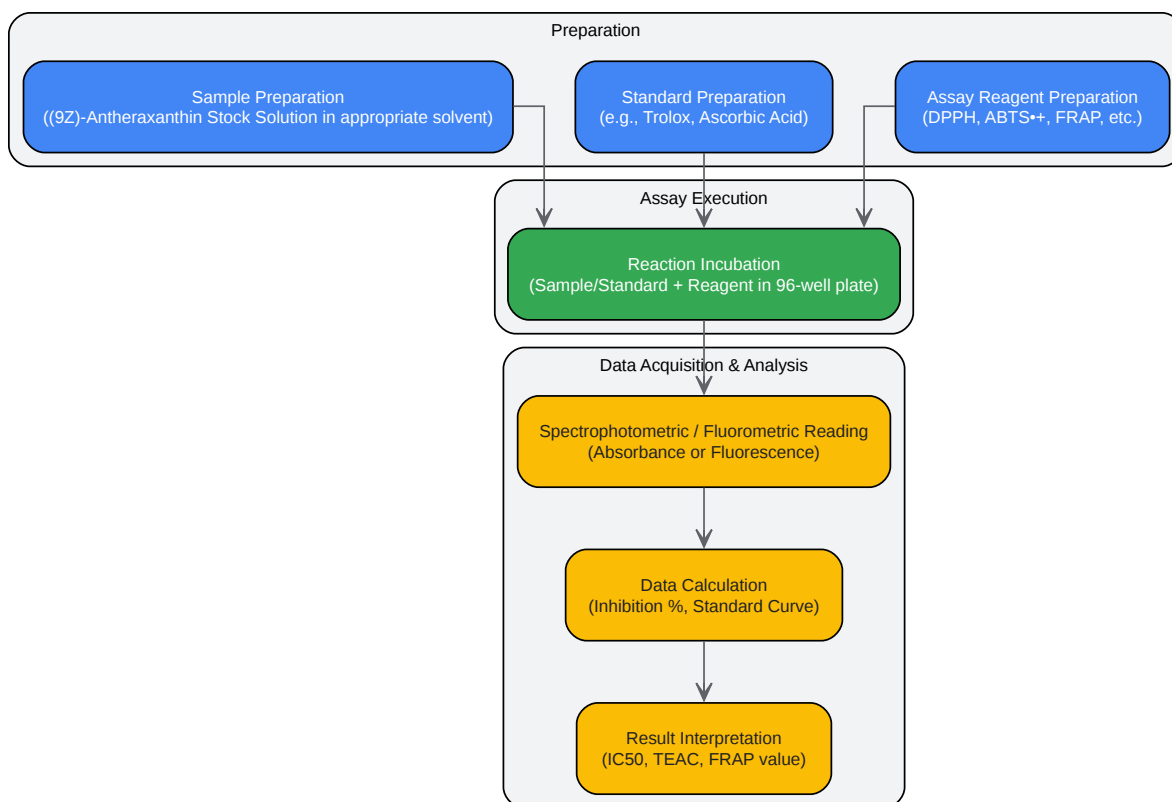 Preparation
Sample Preparation
((9Z)-Antheraxanthin Stock Solution in appropriate solvent)
Standard Preparation
(e.g., Trolox, Ascorbic Acid)
Assay Reagent Preparation
(DPPH, ABTS•+, FRAP, etc.)
Assay Execution
Reaction Incubation
(Sample/Standard + Reagent in 96-well plate)
Data Acquisition & Analysis
Spectrophotometric / Fluorometric Reading
(Absorbance or Fluorescence)
Data Calculation
(Inhibition %, Standard Curve)
Result Interpretation
(IC50, TEAC, FRAP value)